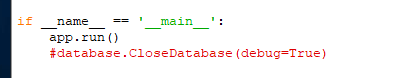 if __name__ == '__main__':
    app.run()
    #database.CloseDatabase(debug=True)